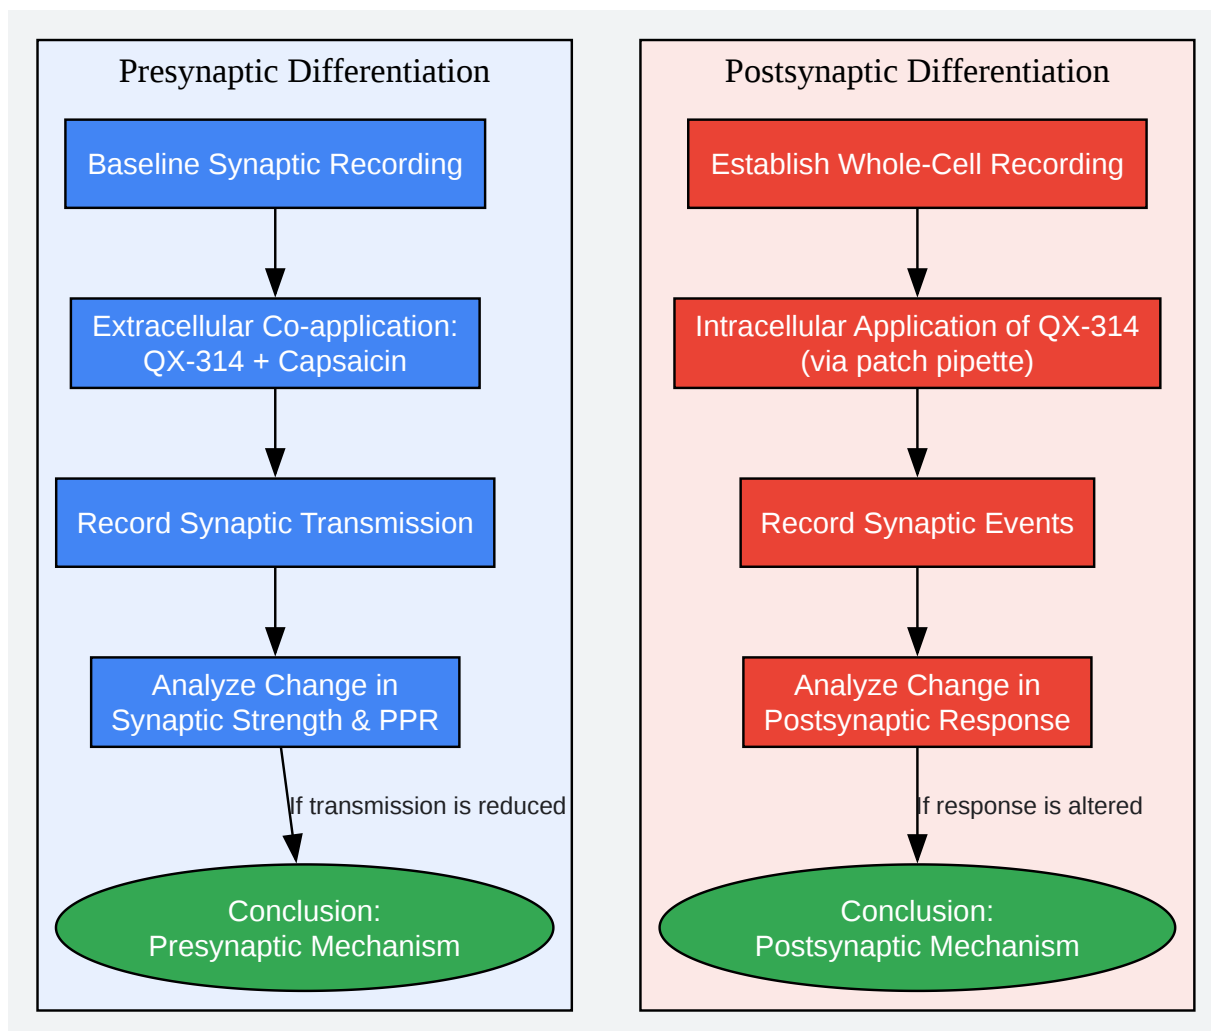 Presynaptic Differentiation
Baseline Synaptic Recording
Extracellular Co-application:
QX-314 + Capsaicin
Record Synaptic Transmission
Analyze Change in
Synaptic Strength & PPR
If transmission is reduced
Conclusion:
Presynaptic Mechanism
Postsynaptic Differentiation
Establish Whole-Cell Recording
Intracellular Application of QX-314
(via patch pipette)
Record Synaptic Events
Analyze Change in
Postsynaptic Response
If response is altered
Conclusion:
Postsynaptic Mechanism